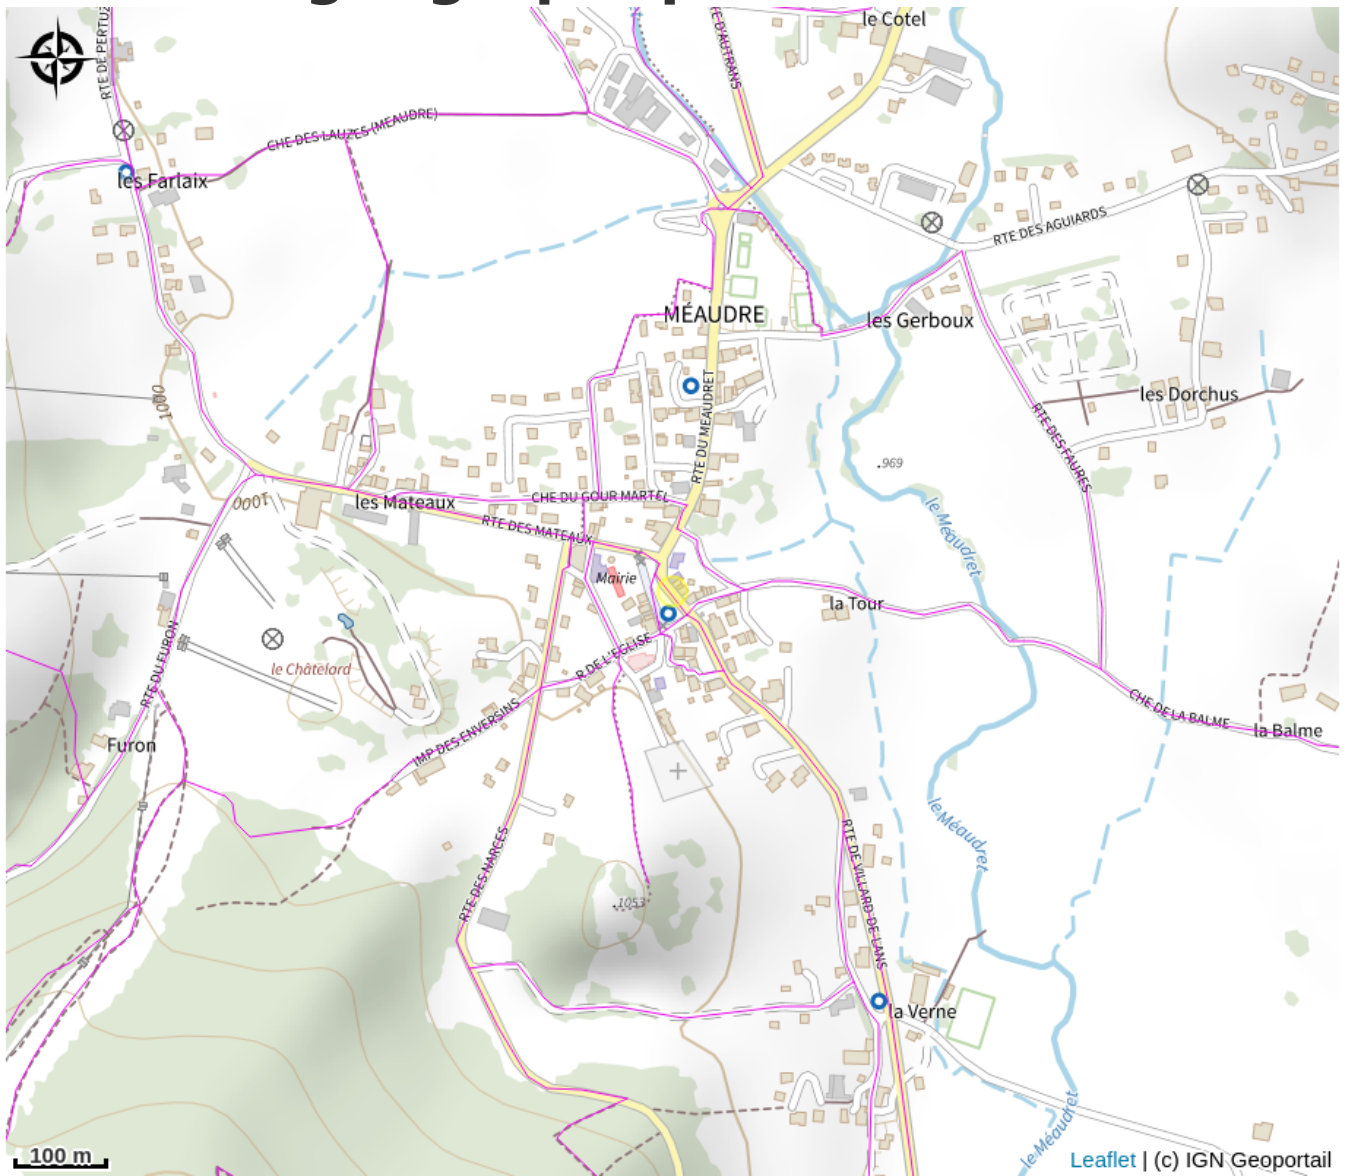 le Cotel
RTE DE PERTUZ
E D'AUTRANS
CHE DES LAUZES (MEAUDRE)
les Farlaix
RTE DES AGUIARDS
MÉAUDRE
les Gerboux
1000
RTE DU MEAUDRET
les Dorchus
RTE DES FAURES
969
1000
les Mateaux
CHE DU GOUR MARTEL
RTE DES MATEAUX
le Méaudret
Mairie
la Tour
RTE DU FURON
le Châtelard
R DE L'EGLISE
IMP DES ENVERSINS
CHE DE LA BALME
la Balme
Furon
le Méaudret
RTE DES NARCES
RTE DE VILLARD-DE-LANS
1053
la Verne
le Méaudret
100 m
Leaflet | (c) IGN Geoportail